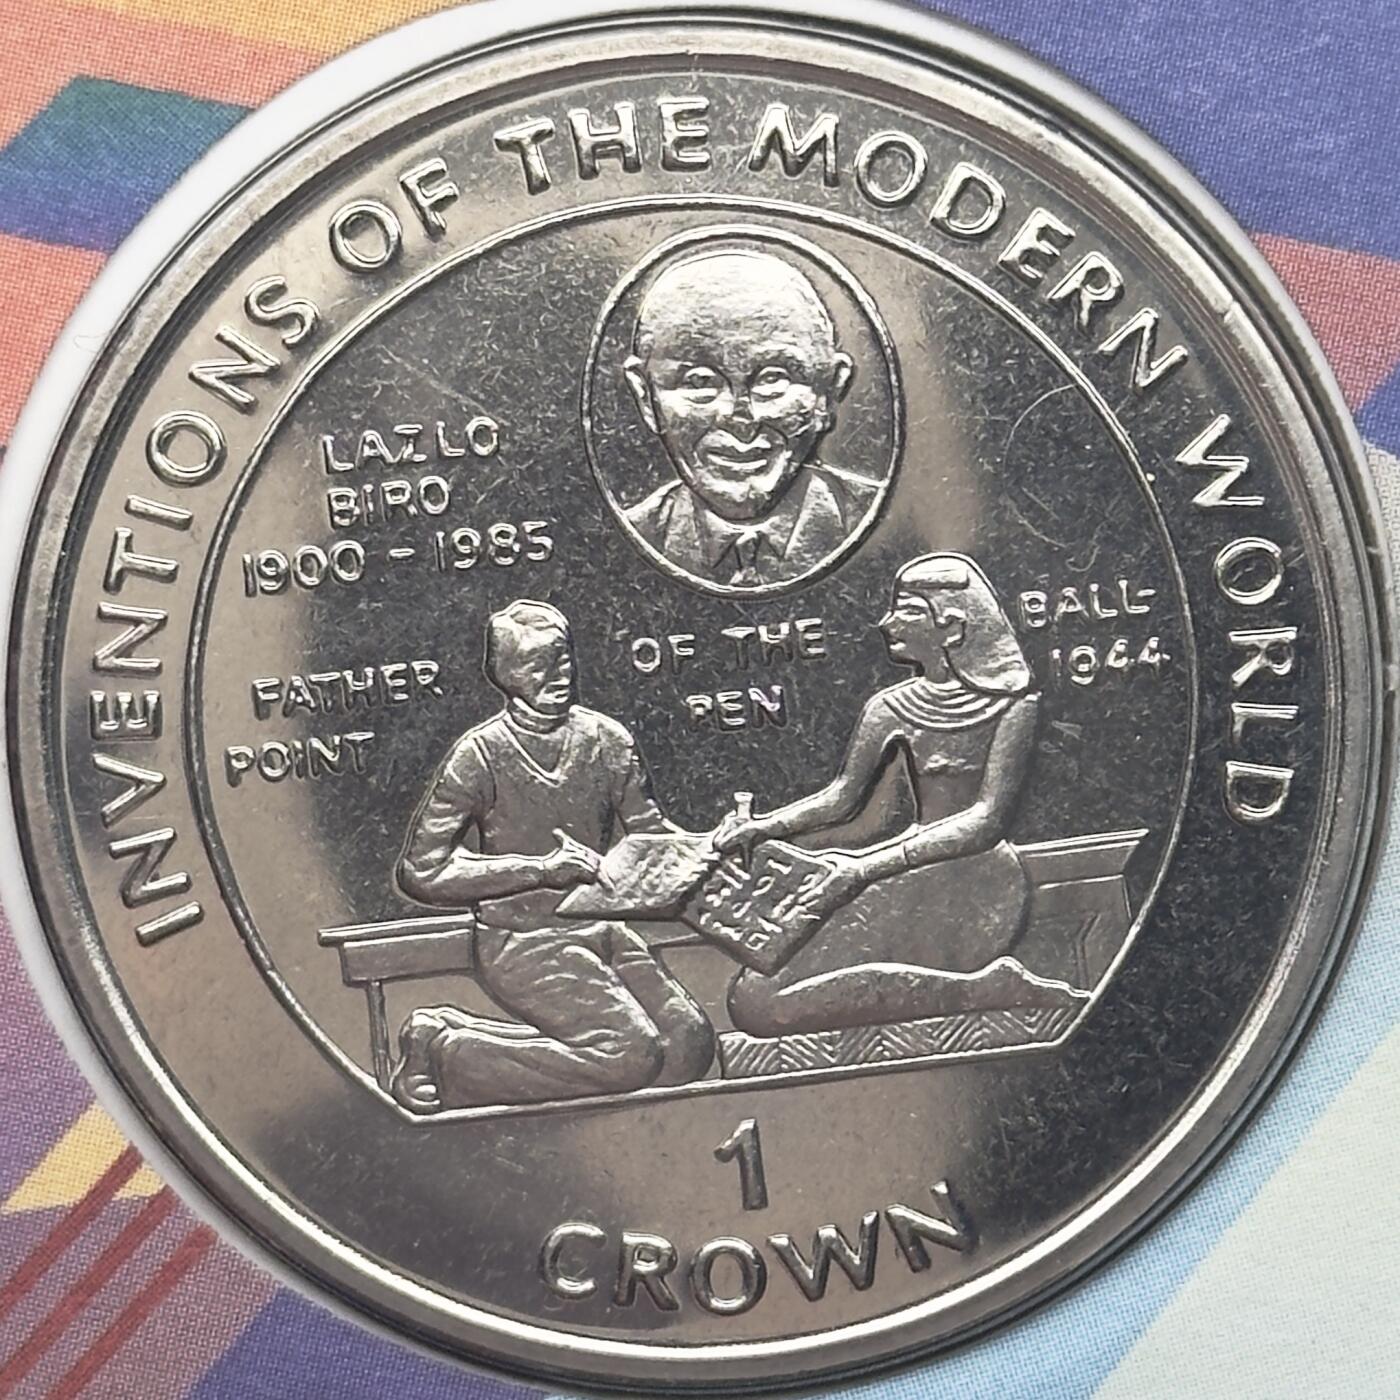 INVENTIONS OF THE MODERN WORLD
LAZLO
BIRO
1900 - 1985
FATHER OF THE BALL-
POINT PEN 1944
1
CROWN